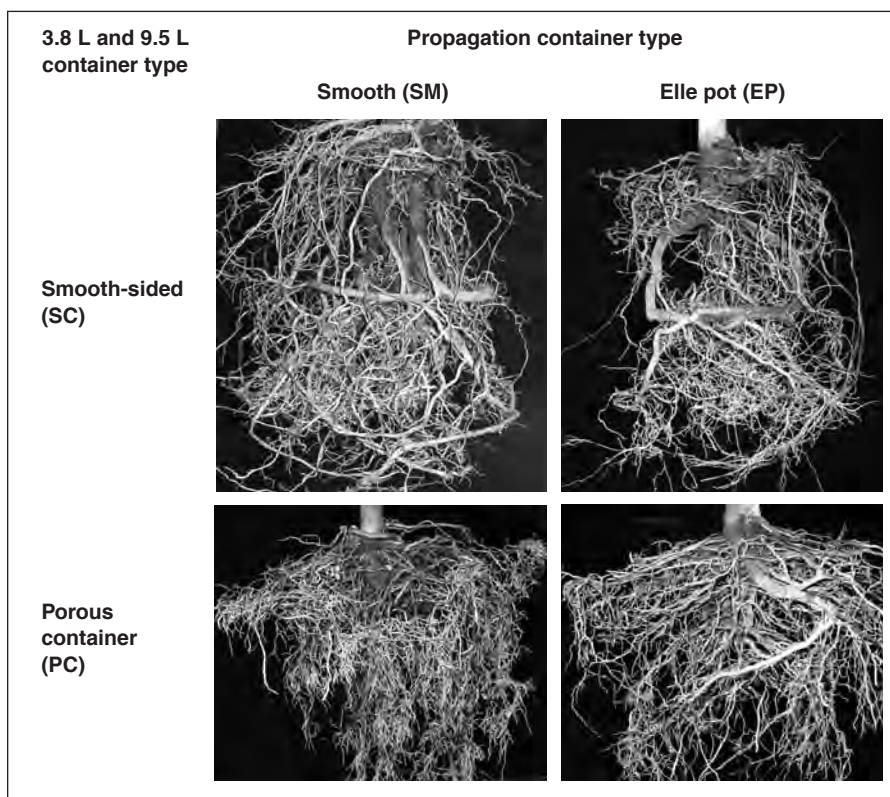 3.8 L and 9.5 L
container type
Propagation container type
Smooth (SM)
Elle pot (EP)
Smooth-sided
(SC)
Porous
container
(PC)